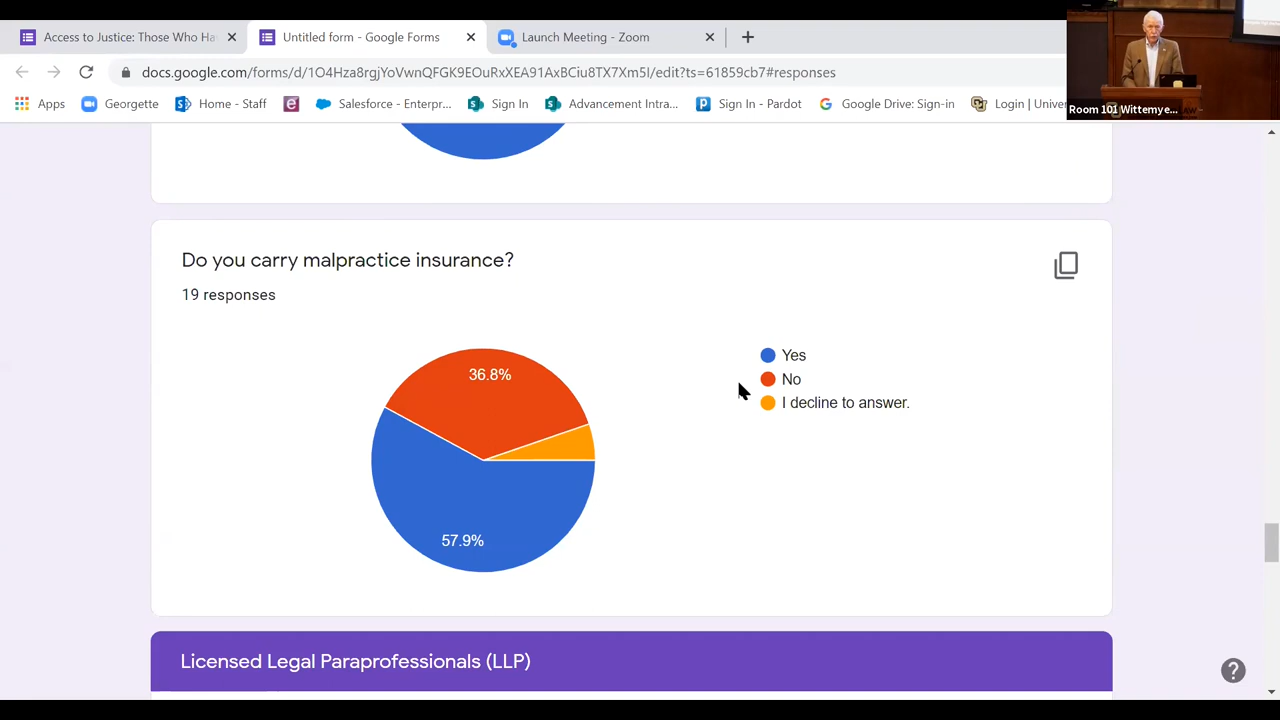 Access to Justice: Those Who Ha
Untitled form - Google Forms
Launch Meeting - Zoom
docs.google.com/forms/d/1O4Hza8rgjYoVwnQFGK9EOuRxXEA91AxBCiu8TX7Xm5I/edit?ts=61859cb7#responses
Apps
Georgette
Home - Staff
Salesforce - Enterpr...
Sign In
Advancement Intra...
Sign In - Pardot
Google Drive: Sign-in
Login | Univer
Room 101 Wittemye...
Do you carry malpractice insurance?
19 responses
36.8%
57.9%
Yes
No
I decline to answer.
Licensed Legal Paraprofessionals (LLP)